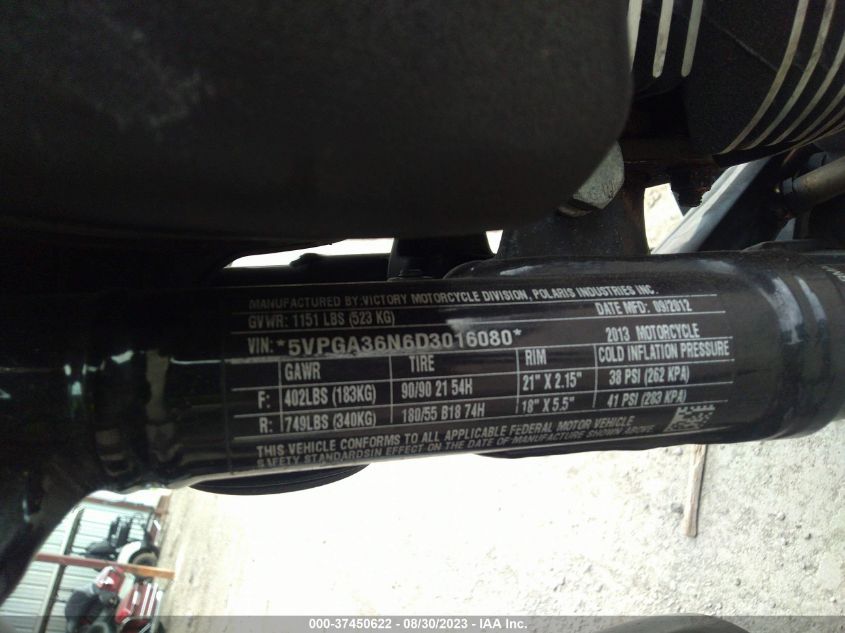 MANUFACTURED BY: VICTORY MOTORCYCLE DIVISION, POLARIS INDUSTRIES INC.
GVWR: 1151 LBS (523 KG) DATE MFD: 09/2012
VIN: *5VPGA36N6D3016080* 2013 MOTORCYCLE
GAWR TIRE RIM COLD INFLATION PRESSURE
F: 402LBS (183KG) 90/90 21 54H 21" X 2.15" 38 PSI (262 KPA)
R: 749LBS (340KG) 180/55 B18 74H 18" X 5.5" 41 PSI (283 KPA)
THIS VEHICLE CONFORMS TO ALL APPLICABLE FEDERAL MOTOR VEHICLE
SAFETY STANDARDSIN EFFECT ON THE DATE OF MANUFACTURE SHOWN ABOVE.
000-37450622 - 08/30/2023 - IAA Inc.